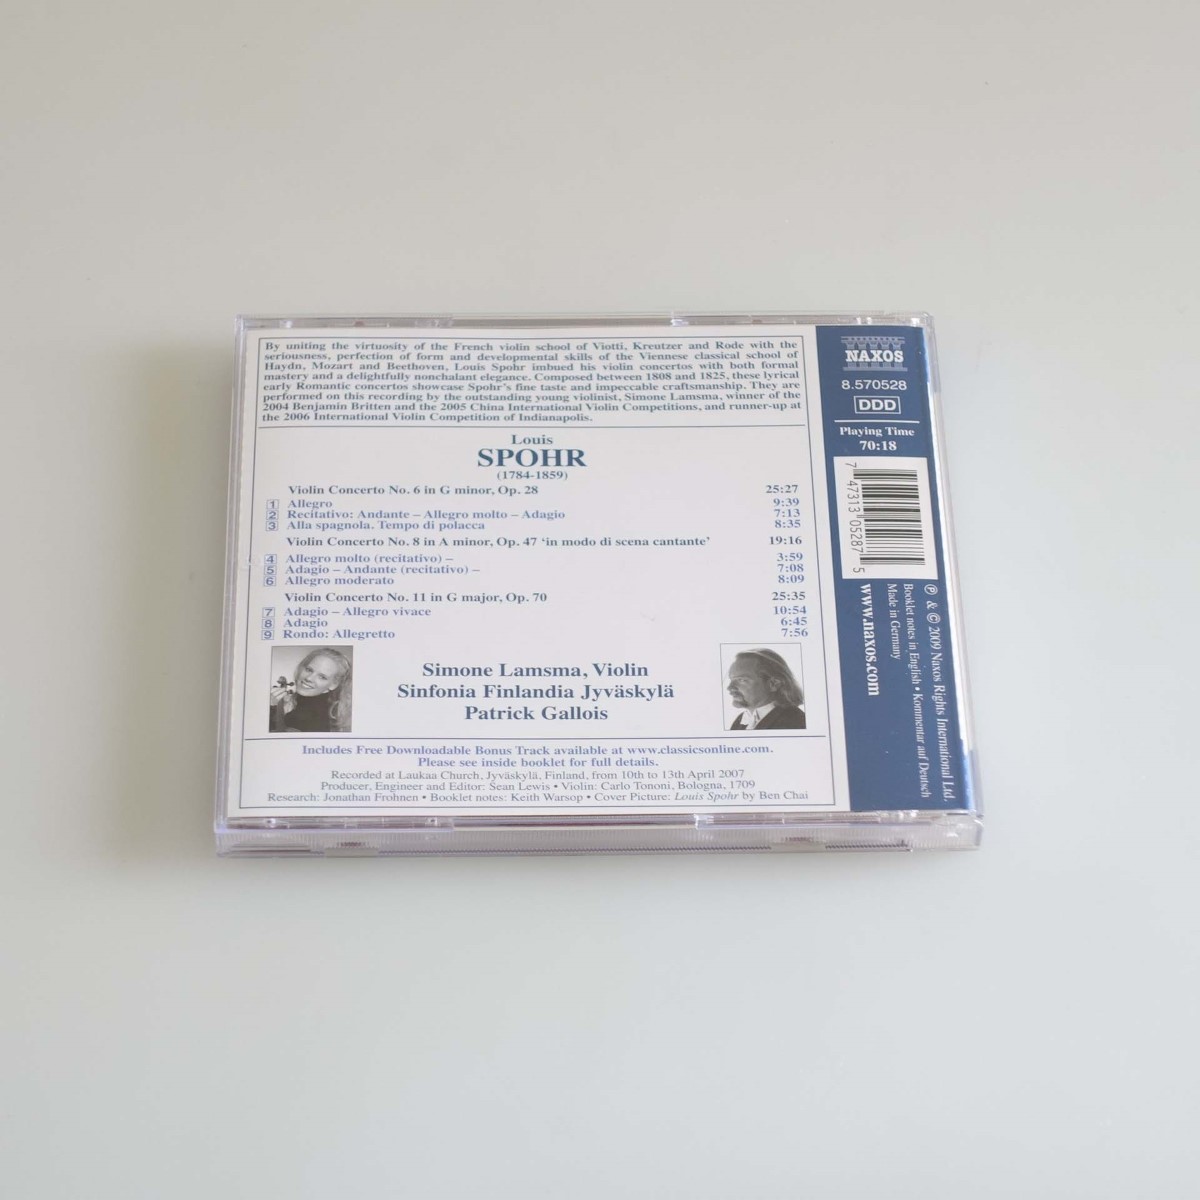 By uniting the virtuosity of the French violin school of Viotti, Kreutzer and Rode with the
seriousness, perfection of form and developmental skills of the Viennese classical school of
Haydn, Mozart and Beethoven, Louis Spohr imbued his violin concertos with both formal
mastery and a delightfully nonchalant elegance. Composed between 1808 and 1825, these lyrical
early Romantic concertos showcase Spohr's fine taste and impeccable craftsmanship. They are
performed on this recording by the outstanding young violinist, Simone Lamsma, winner of the
2004 Benjamin Britten and the 2005 China International Violin Competitions, and runner-up at
the 2006 International Violin Competition of Indianapolis.
Louis
SPOHR
(1784-1859)
Violin Concerto No. 6 in G minor, Op. 28 25:27
1 Allegro 9:39
2 Recitativo: Andante – Allegro molto – Adagio 7:13
3 Alla spagnola. Tempo di polacca 8:35
Violin Concerto No. 8 in A minor, Op. 47 ‘in modo di scena cantante’ 19:16
4 Allegro molto (recitativo) – 3:59
5 Adagio – Andante (recitativo) – 7:08
6 Allegro moderato 8:09
Violin Concerto No. 11 in G major, Op. 70 25:35
7 Adagio – Allegro vivace 10:54
8 Adagio 6:45
9 Rondo: Allegretto 7:56
Simone Lamsma, Violin
Sinfonia Finlandia Jyväskylä
Patrick Gallois
Includes Free Downloadable Bonus Track available at www.classicsonline.com.
Please see inside booklet for full details.
Recorded at Laukaa Church, Jyväskylä, Finland, from 10th to 13th April 2007
Producer, Engineer and Editor: Sean Lewis • Violin: Carlo Tononi, Bologna, 1709
Research: Jonathan Frohnen • Booklet notes: Keith Warsop • Cover Picture: Louis Spohr by Ben Chai
NAXOS
8.570528
DDD
Playing Time
70:18
7 47313 05287 5
℗ & © 2009 Naxos Rights International Ltd.
Booklet notes in English • Kommentar auf Deutsch
Made in Germany
www.naxos.com